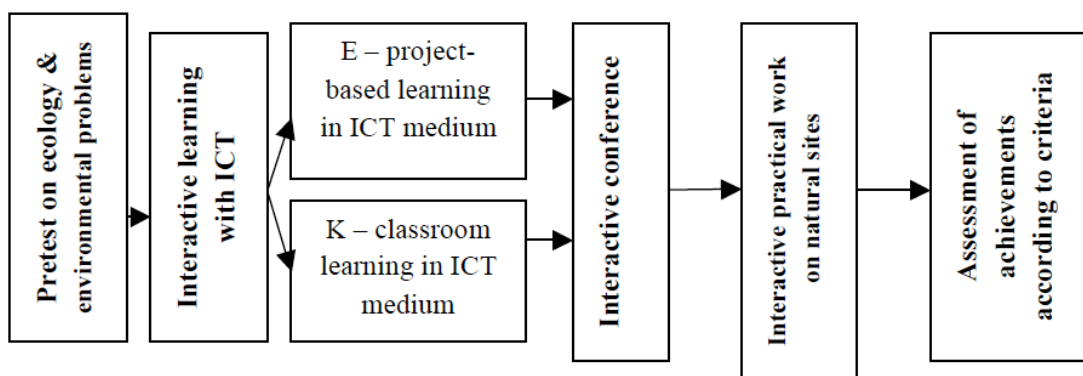 Pretest on ecology &
environmental problems
Interactive learning
with ICT
E – project-
based learning
in ICT medium
K – classroom
learning in ICT
medium
Interactive conference
Interactive practical work
on natural sites
Assessment of
achievements
according to criteria